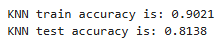 KNN train accuracy is: 0.9021
KNN test accuracy is: 0.8138